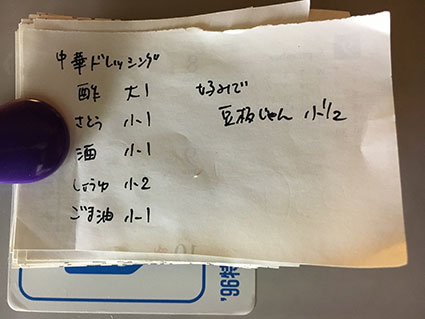 中華ドレッシング
酢 大1
さとう 小1
酒 小1
しょうゆ 小2
ごま油 小1
好みで
豆板じゃん 小1/2